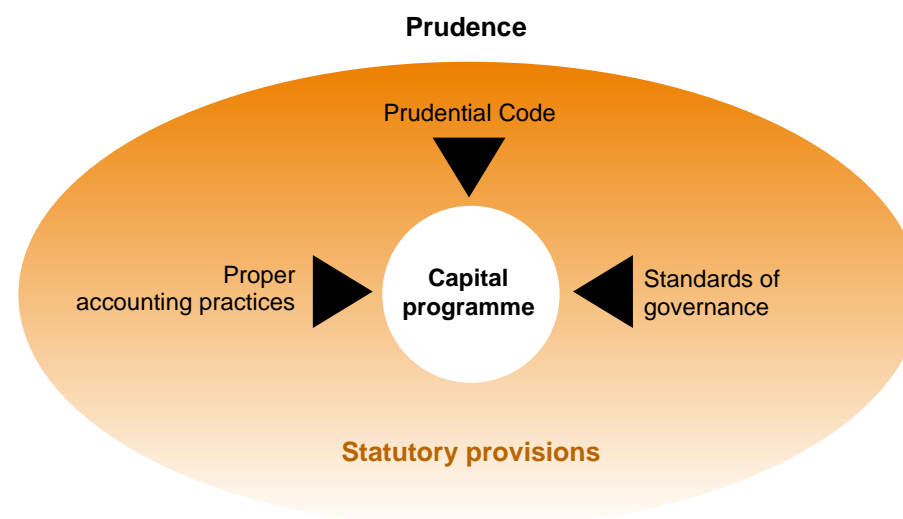 Prudence
Prudential Code
Proper
accounting practices
Capital
programme
Standards of
governance
Statutory provisions